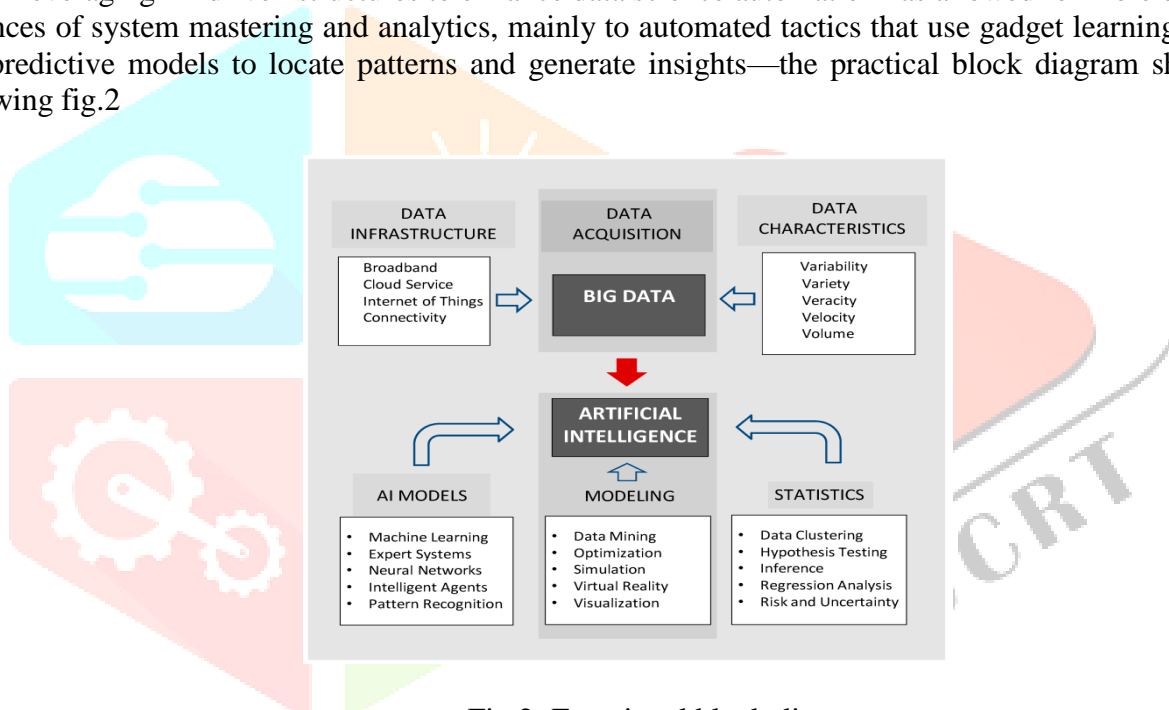 nces of system mastering and analytics, mainly to automated tactics that use gadget learning
predictive models to locate patterns and generate insights—the practical block diagram sh
wing fig.2
DATA
INFRASTRUCTURE
Broadband
Cloud Service
Internet of Things
Connectivity
DATA
ACQUISITION
BIG DATA
DATA
CHARACTERISTICS
Variability
Variety
Veracity
Velocity
Volume
ARTIFICIAL
INTELLIGENCE
AI MODELS
• Machine Learning
• Expert Systems
• Neural Networks
• Intelligent Agents
• Pattern Recognition
MODELING
• Data Mining
• Optimization
• Simulation
• Virtual Reality
• Visualization
STATISTICS
• Data Clustering
• Hypothesis Testing
• Inference
• Regression Analysis
• Risk and Uncertainty
CRT